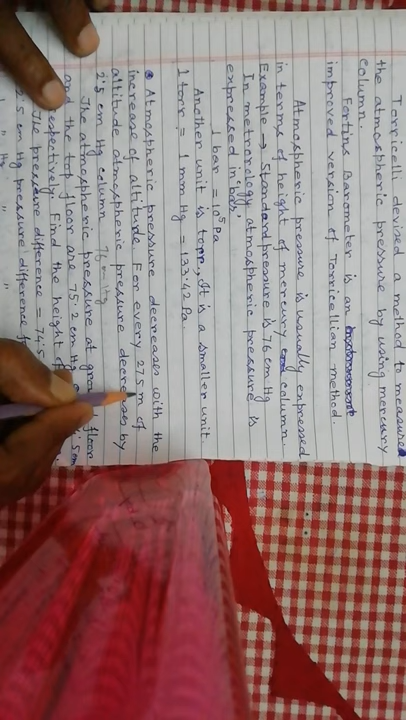 Torricelli devised a method to measure
the atmospheric pressure by using mercury
column.
Fortins Barometer is an
improved version of Torricellian method.
Atmospheric pressure is usually expressed
in terms of height of mercury column.
Example → Standard pressure is 76 cm Hg
In meterology, atmospheric pressure is
expressed in bar.
1 bar = 10⁵ Pa
Another unit is torr, It is a smaller unit
1 torr = 1 mm Hg = 133.42 Pa.
• Atmospheric pressure decreases with the
increase of altitude. For every 275 m of
altitude atmospheric pressure decreases by
2.5 cm Hg column
The atmospheric pressure at floor
and the top floor are 75.2 cm Hg
respectively. Find the height
The pressure difference = 74.5
2.5 cm Hg pressure difference